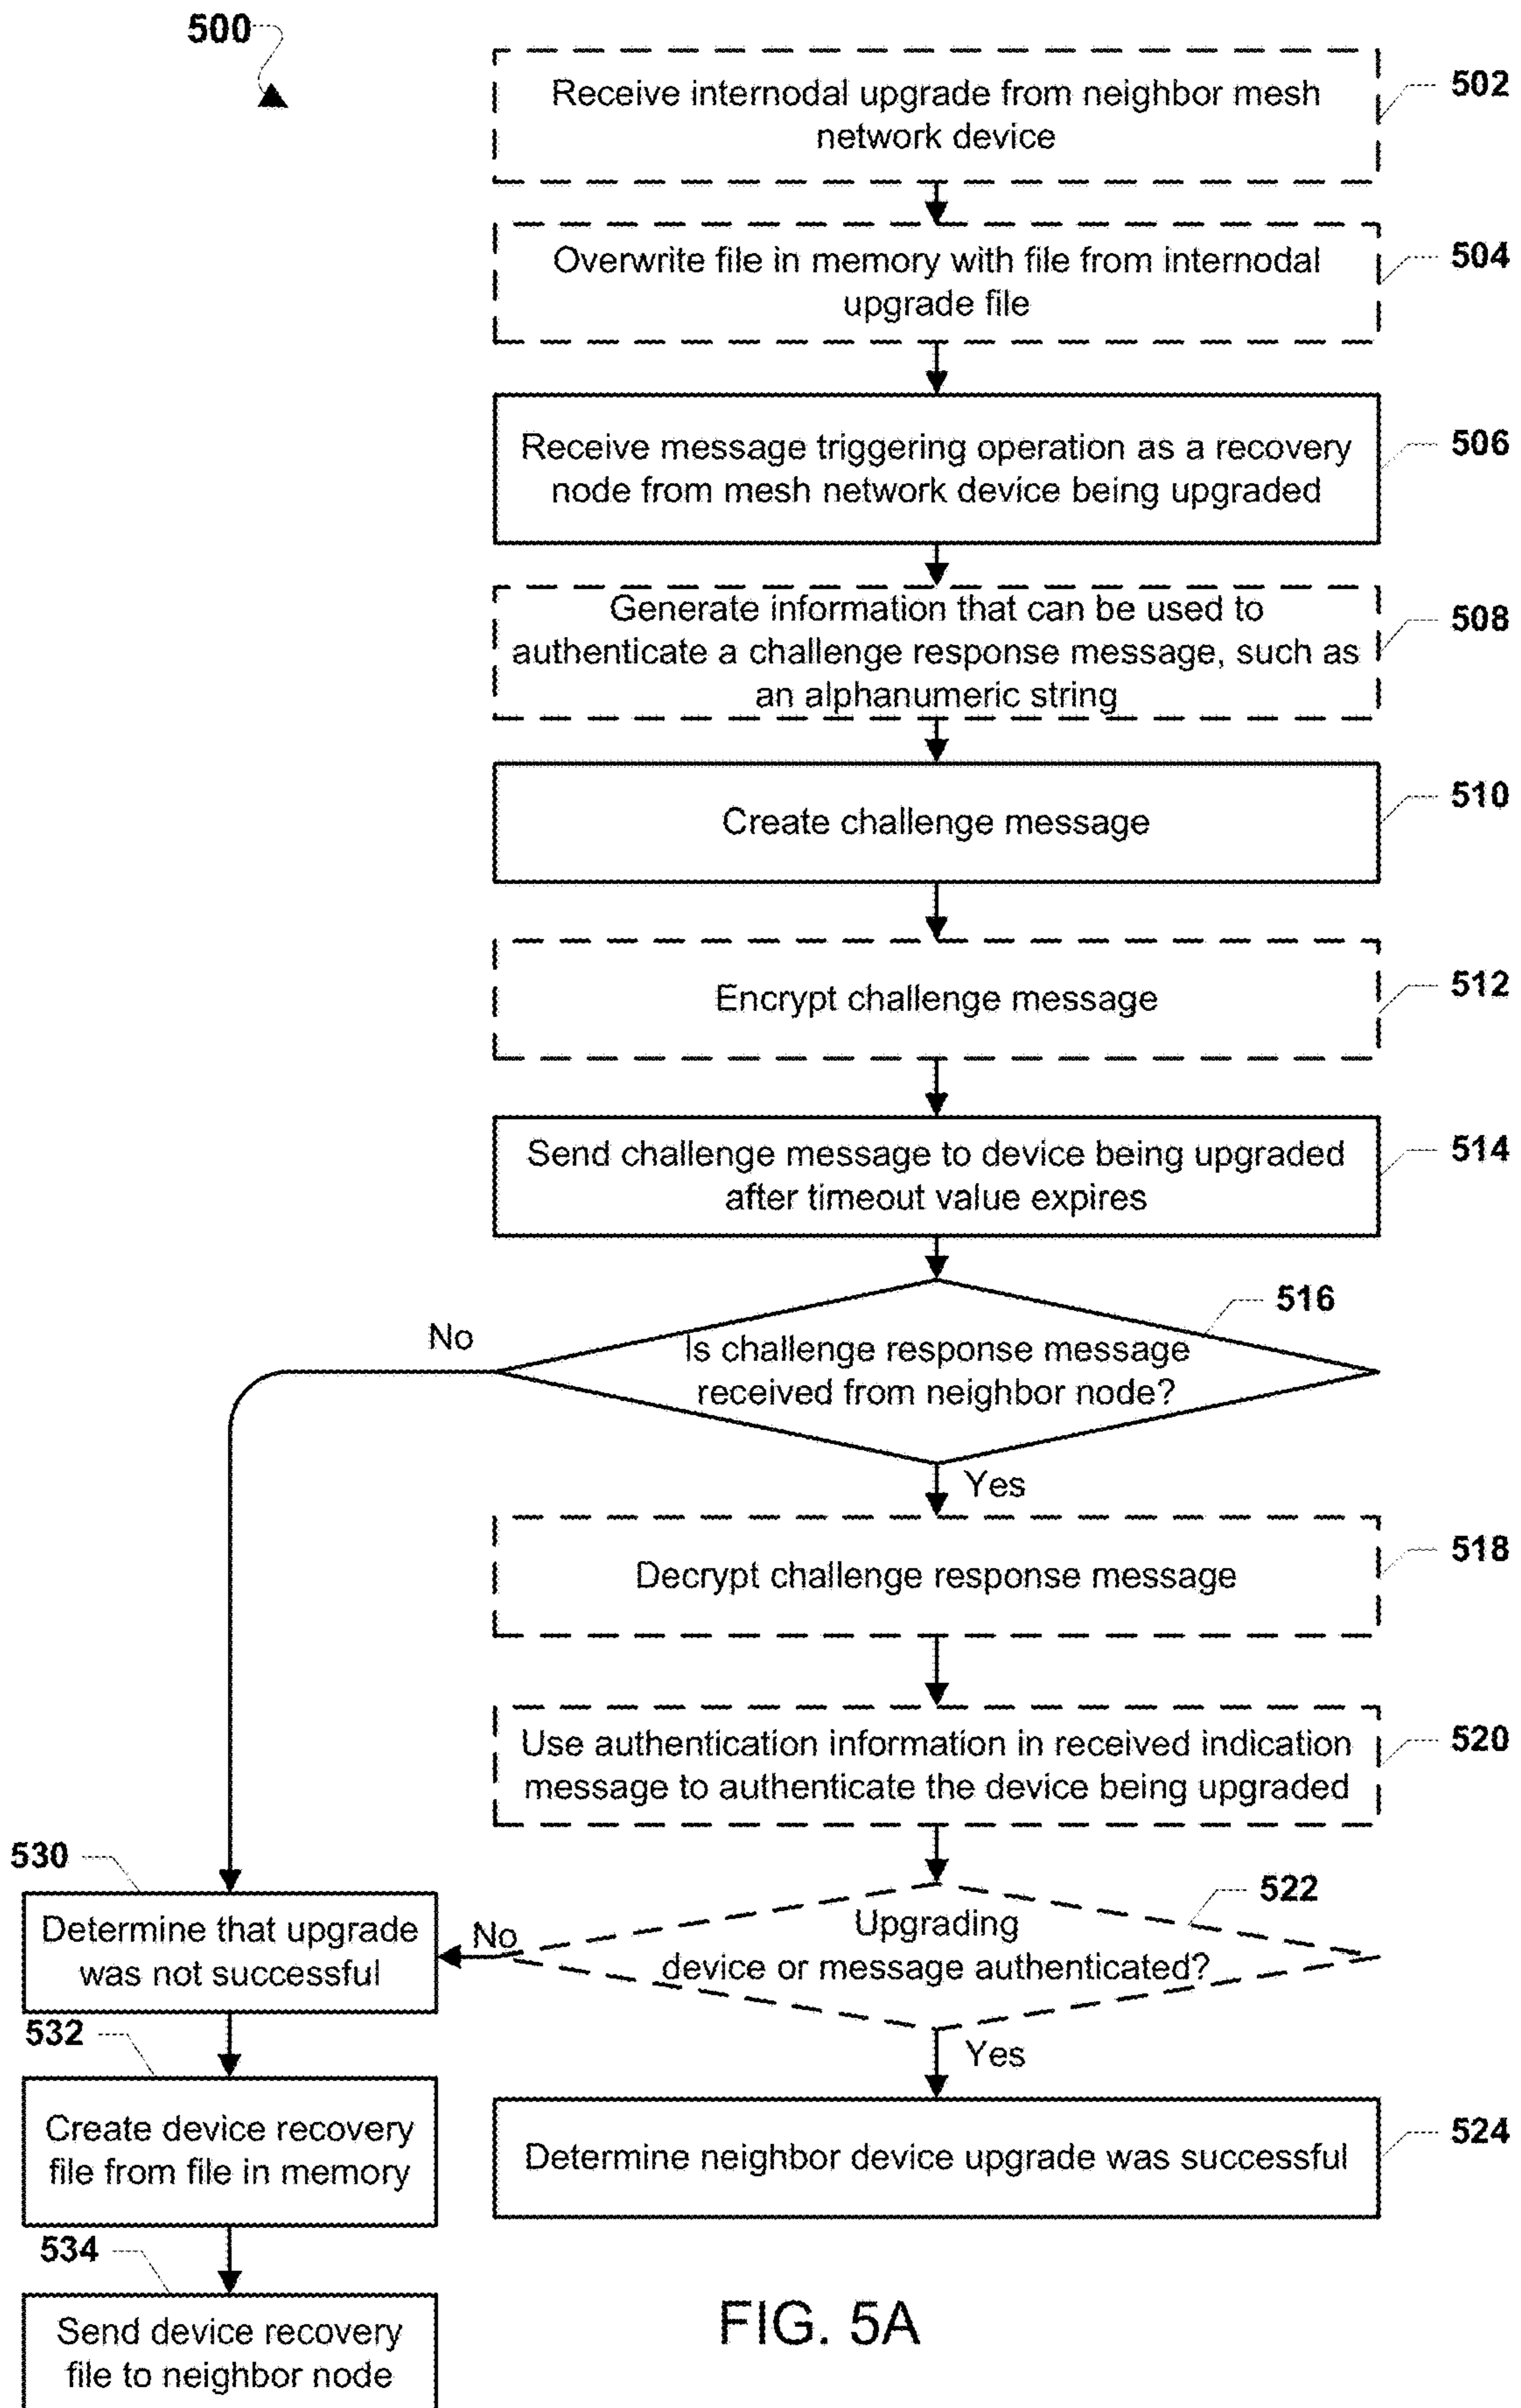 500
Receive internodal upgrade from neighbor mesh
network device
502
Overwrite file in memory with file from internodal
upgrade file
504
Receive message triggering operation as a recovery
node from mesh network device being upgraded
506
Generate information that can be used to
authenticate a challenge response message, such as
an alphanumeric string
508
Create challenge message
510
Encrypt challenge message
512
Send challenge message to device being upgraded
after timeout value expires
514
516
No
Is challenge response message
received from neighbor node?
Yes
Decrypt challenge response message
518
Use authentication information in received indication
message to authenticate the device being upgraded
520
530
Determine that upgrade
was not successful
No
Upgrading
device or message authenticated?
522
Yes
532
Create device recovery
file from file in memory
Determine neighbor device upgrade was successful
524
534
Send device recovery
file to neighbor node
FIG. 5A